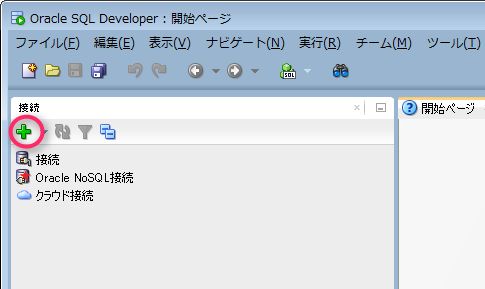 Oracle SQL Developer : 開始ページ
ファイル(F) 編集(E) 表示(V) ナビゲート(N) 実行(R) チーム(M) ツール(T)
SQL
接続
開始ページ
接続
Oracle NoSQL接続
クラウド接続